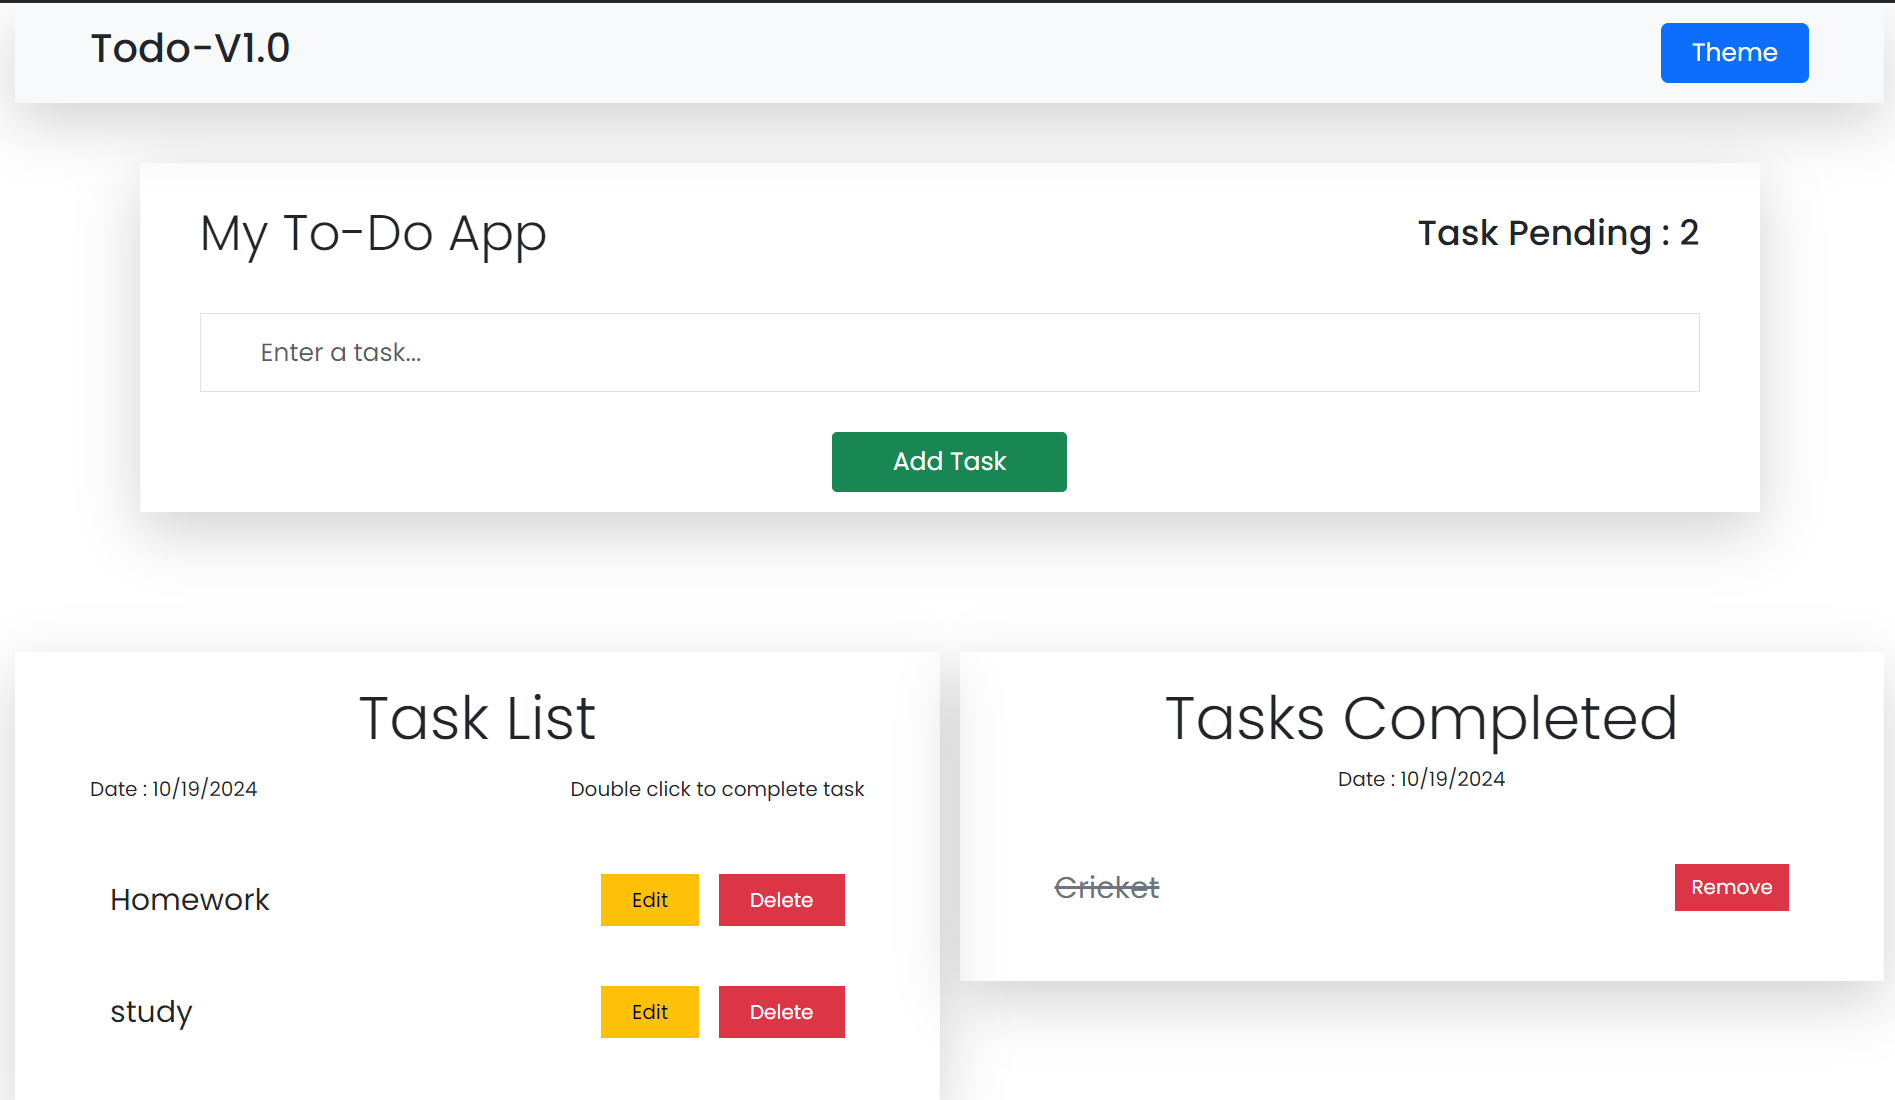 Todo-V1.0
Theme
My To-Do App
Task Pending : 2
Enter a task...
Add Task
Task List
Date : 10/19/2024
Double click to complete task
Homework
Edit
Delete
study
Edit
Delete
Tasks Completed
Date : 10/19/2024
Cricket
Remove